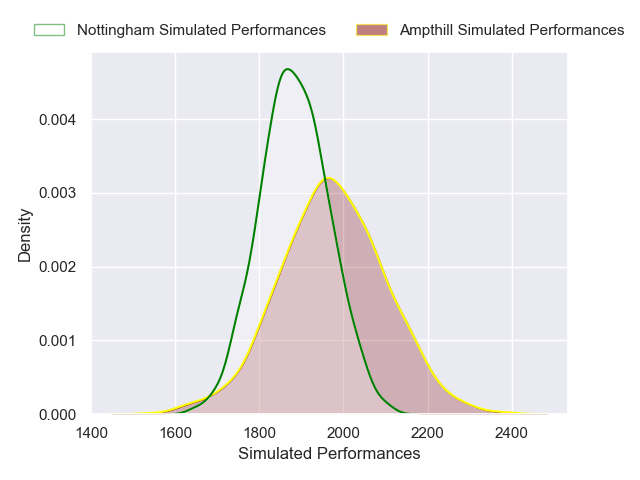 Nottingham Simulated Performances Ampthill Simulated Performances
0.004
0.003
0.002
0.001
0.000
Density
1400 1600 1800 2000 2200 2400
Simulated Performances